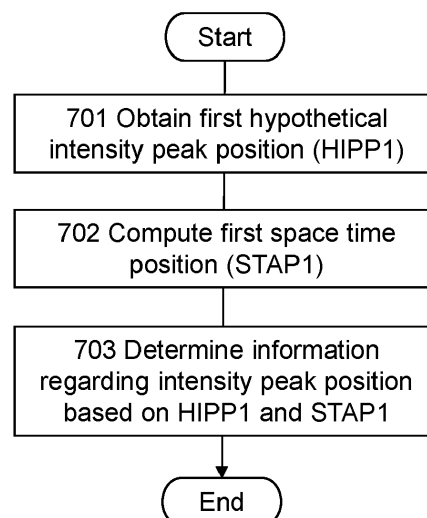 Start
701 Obtain first hypothetical
intensity peak position (HIPP1)
702 Compute first space time
position (STAP1)
703 Determine information
regarding intensity peak position
based on HIPP1 and STAP1
End